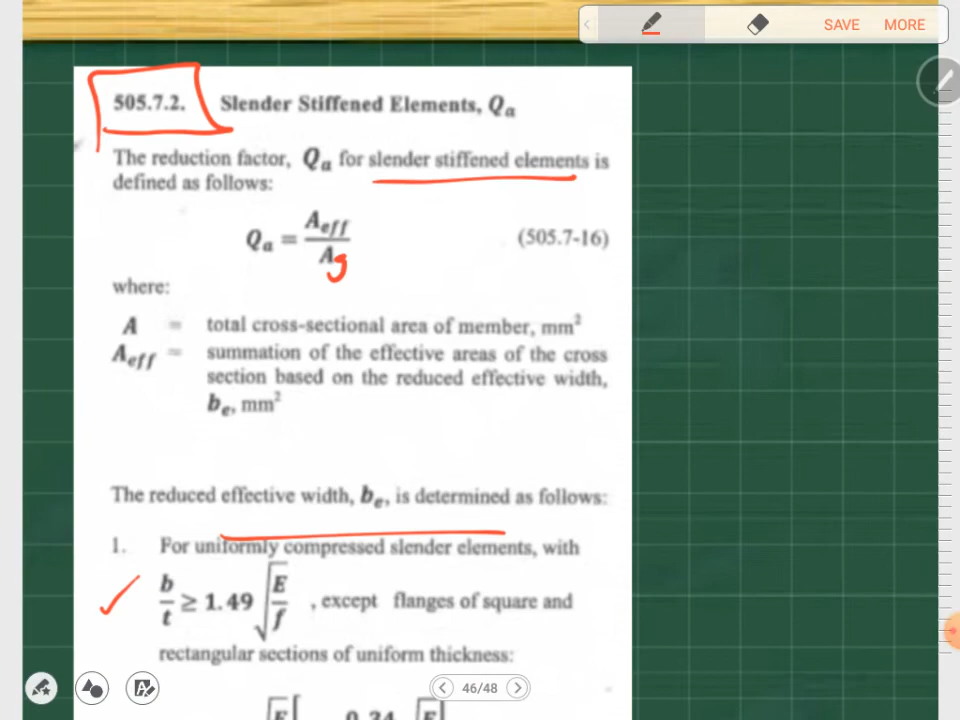 SAVE MORE
505.7.2. Slender Stiffened Elements, Qa
The reduction factor, Qa for slender stiffened elements is
defined as follows:
Qa = Aeff / Ag (505.7-16)
where:
A = total cross-sectional area of member, mm²
Aeff = summation of the effective areas of the cross
section based on the reduced effective width,
be, mm²
The reduced effective width, be, is determined as follows:
1. For uniformly compressed slender elements, with
b/t ≥ 1.49 √E/f , except flanges of square and
rectangular sections of uniform thickness:
46/48